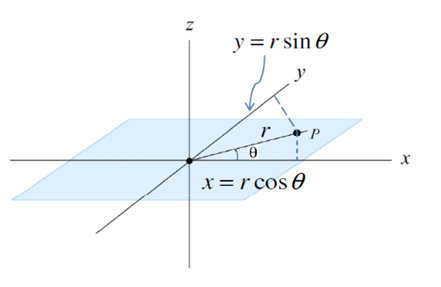 z
y = r sin θ
y
r
P
θ
x
x = r cos θ